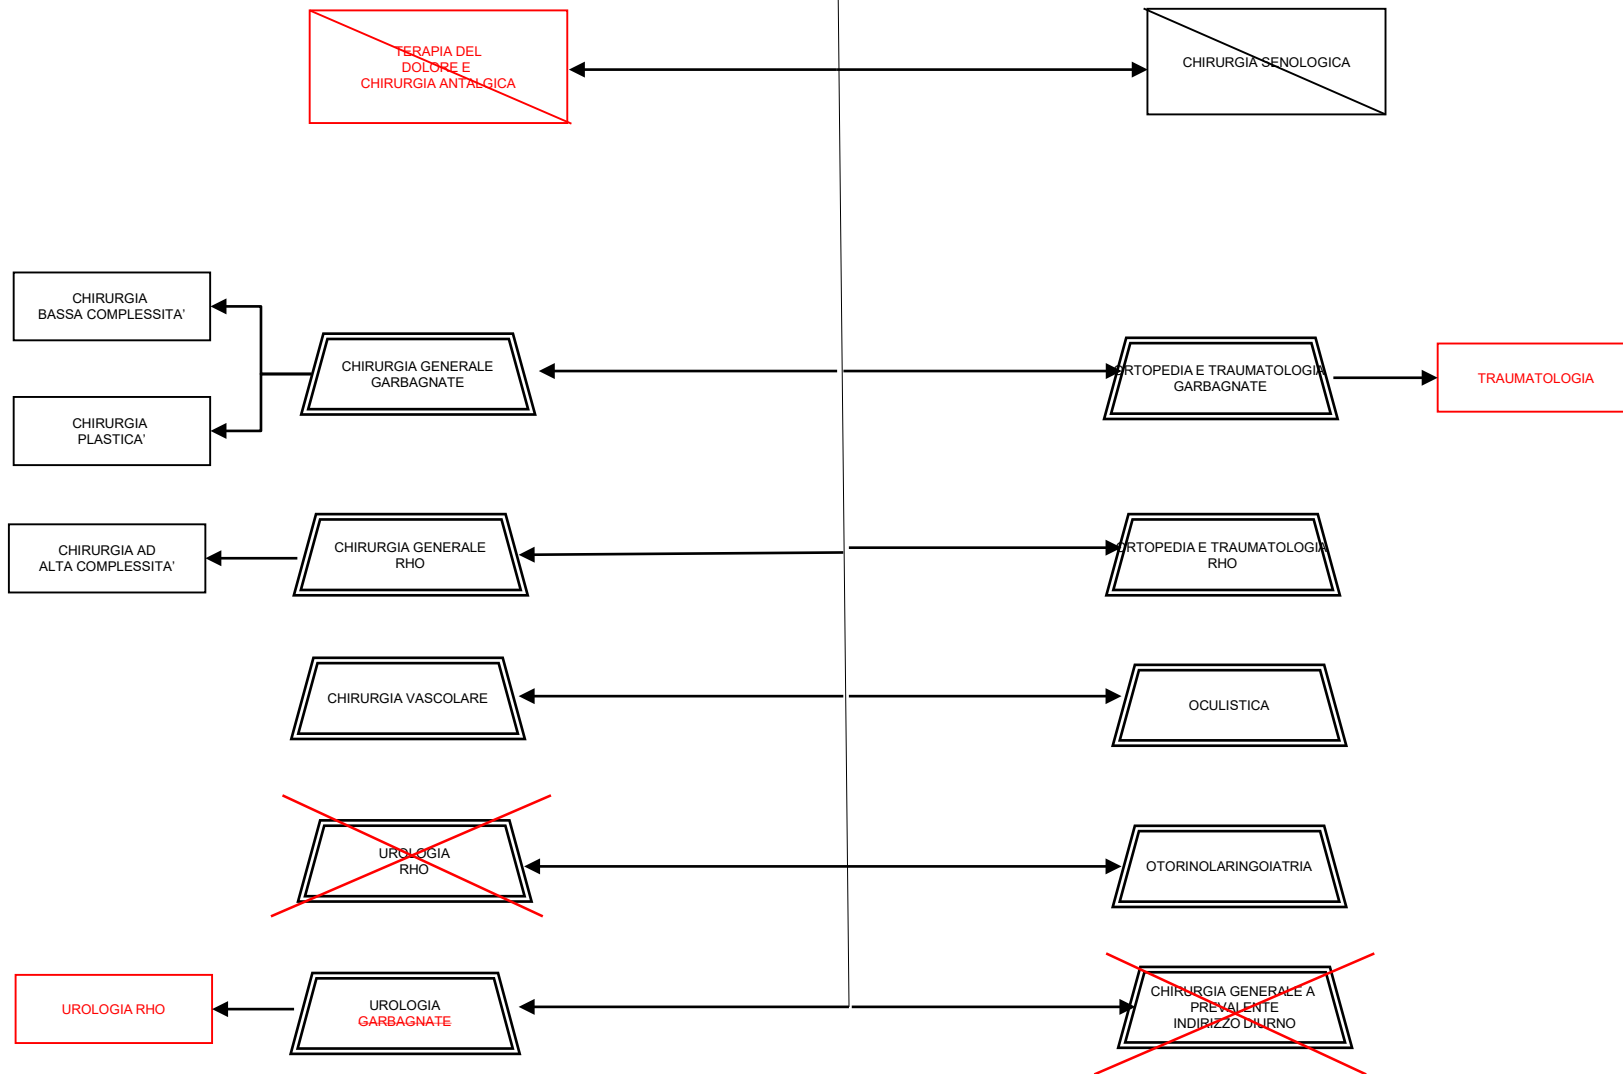 TERAPIA DEL
DOLORE E
CHIRURGIA ANTALGICA
CHIRURGIA SENOLOGICA
CHIRURGIA
BASSA COMPLESSITA'
CHIRURGIA GENERALE
GARBAGNATE
ORTOPEDIA E TRAUMATOLOGIA
GARBAGNATE
TRAUMATOLOGIA
CHIRURGIA
PLASTICA'
CHIRURGIA AD
ALTA COMPLESSITA'
CHIRURGIA GENERALE
RHO
ORTOPEDIA E TRAUMATOLOGIA
RHO
CHIRURGIA VASCOLARE
OCULISTICA
UROLOGIA
RHO
OTORINOLARINGOIATRIA
UROLOGIA RHO
UROLOGIA
GARBAGNATE
CHIRURGIA GENERALE A
PREVALENTE
INDIRIZZO DIURNO